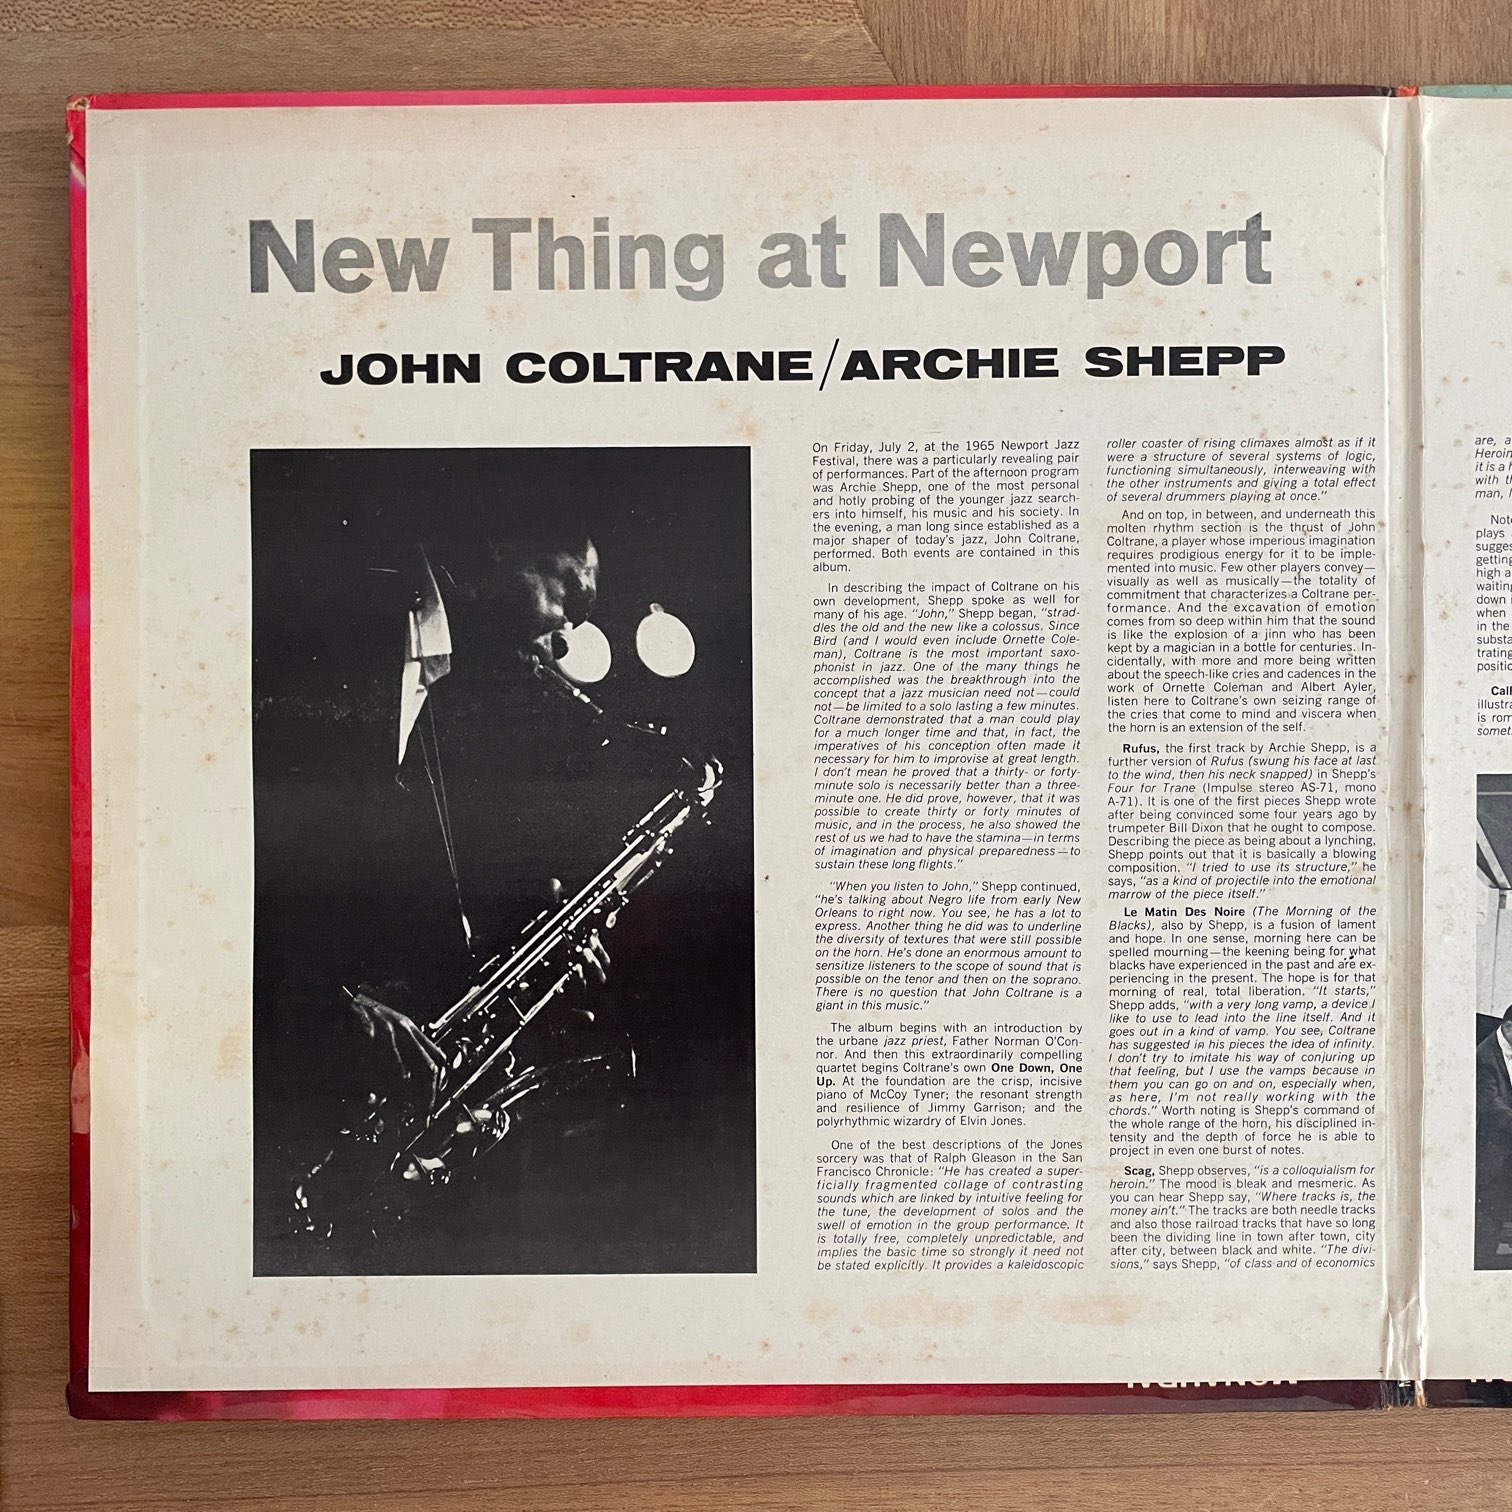 New Thing at Newport
JOHN COLTRANE/ARCHIE SHEPP
On Friday, July 2, at the 1965 Newport Jazz
Festival, there was a particularly revealing pair
of performances. Part of the afternoon program
was Archie Shepp, one of the most personal
and hotly probing of the younger jazz search-
ers into himself, his music and his society. In
the evening, a man long since established as a
major shaper of today's jazz, John Coltrane,
performed. Both events are contained in this
album.
In describing the impact of Coltrane on his
own development, Shepp spoke as well for
many of his age. "John," Shepp began, "strad-
dles the old and the new like a colossus. Since
Bird (and I would even include Ornette Cole-
man), Coltrane is the most important saxo-
phonist in jazz. One of the many things he
accomplished was the breakthrough into the
concept that a jazz musician need not—could
not—be limited to a solo lasting a few minutes.
Coltrane demonstrated that a man could play
for a much longer time and that, in fact, the
imperatives of his conception often made it
necessary for him to improvise at great length.
I don't mean he proved that a thirty- or forty-
minute solo is necessarily better than a three-
minute one. He did prove, however, that it was
possible to create thirty or forty minutes of
music, and in the process, he also showed the
rest of us we had to have the stamina—in terms
of imagination and physical preparedness—to
sustain these long flights."
"When you listen to John," Shepp continued,
"he's talking about Negro life from early New
Orleans to right now. You see, he has a lot to
express. Another thing he did was to underline
the diversity of textures that were still possible
on the horn. He's done an enormous amount to
sensitize listeners to the scope of sound that is
possible on the tenor and then on the soprano.
There is no question that John Coltrane is a
giant in this music."
The album begins with an introduction by
the urbane jazz priest, Father Norman O'Con-
nor. And then this extraordinarily compelling
quartet begins Coltrane's own One Down, One
Up. At the foundation are the crisp, incisive
piano of McCoy Tyner; the resonant strength
and resilience of Jimmy Garrison; and the
polyrhythmic wizardry of Elvin Jones.
One of the best descriptions of the Jones
sorcery was that of Ralph Gleason in the San
Francisco Chronicle: "He has created a super-
ficially fragmented collage of contrasting
sounds which are linked by intuitive feeling for
the tune, the development of solos and the
swell of emotion in the group performance. It
is totally free, completely unpredictable, and
implies the basic time so strongly it need not
be stated explicitly. It provides a kaleidoscopic
roller coaster of rising climaxes almost as if it
were a structure of several systems of logic,
functioning simultaneously, interweaving with
the other instruments and giving a total effect
of several drummers playing at once."
And on top, in between, and underneath this
molten rhythm section is the thrust of John
Coltrane, a player whose imperious imagination
requires prodigious energy for it to be imple-
mented into music. Few other players convey—
visually as well as musically—the totality of
commitment that characterizes a Coltrane per-
formance. And the excavation of emotion
comes from so deep within him that the sound
is like the explosion of a jinn who has been
kept by a magician in a bottle for centuries. In-
cidentally, with more and more being written
about the speech-like cries and cadences in the
work of Ornette Coleman and Albert Ayler,
listen here to Coltrane's own seizing range of
the cries that come to mind and viscera when
the horn is an extension of the self.
Rufus, the first track by Archie Shepp, is a
further version of Rufus (swung his face at last
to the wind, then his neck snapped) in Shepp's
Four for Trane (Impulse stereo AS-71, mono
A-71). It is one of the first pieces Shepp wrote
after being convinced some four years ago by
trumpeter Bill Dixon that he ought to compose.
Describing the piece as being about a lynching,
Shepp points out that it is basically a blowing
composition. "I tried to use its structure," he
says, "as a kind of projectile into the emotional
marrow of the piece itself."
Le Matin Des Noire (The Morning of the
Blacks), also by Shepp, is a fusion of lament
and hope. In one sense, morning here can be
spelled mourning—the keening being for what
blacks have experienced in the past and are ex-
periencing in the present. The hope is for that
morning of real, total liberation. "It starts,"
Shepp adds, "with a very long vamp, a device I
like to use to lead into the line itself. And it
goes out in a kind of vamp. You see, Coltrane
has suggested in his pieces the idea of infinity.
I don't try to imitate his way of conjuring up
that feeling, but I use the vamps because in
them you can go on and on, especially when,
as here, I'm not really working with the
chords." Worth noting is Shepp's command of
the whole range of the horn, his disciplined in-
tensity and the depth of force he is able to
project in even one burst of notes.
Scag, Shepp observes, "is a colloquialism for
heroin." The mood is bleak and mesmeric. As
you can hear Shepp say, "Where tracks is, the
money ain't." The tracks are both needle tracks
and also those railroad tracks that have so long
been the dividing line in town after town, city
after city, between black and white. "The divi-
sions," says Shepp, "of class and of economics
are, a
Heroin
it is a h
with th
man, I
Note
plays
sugges
getting
high a
waiting
down i
when
in the
substa
trating
positio
Call
illustra
is rom
somet